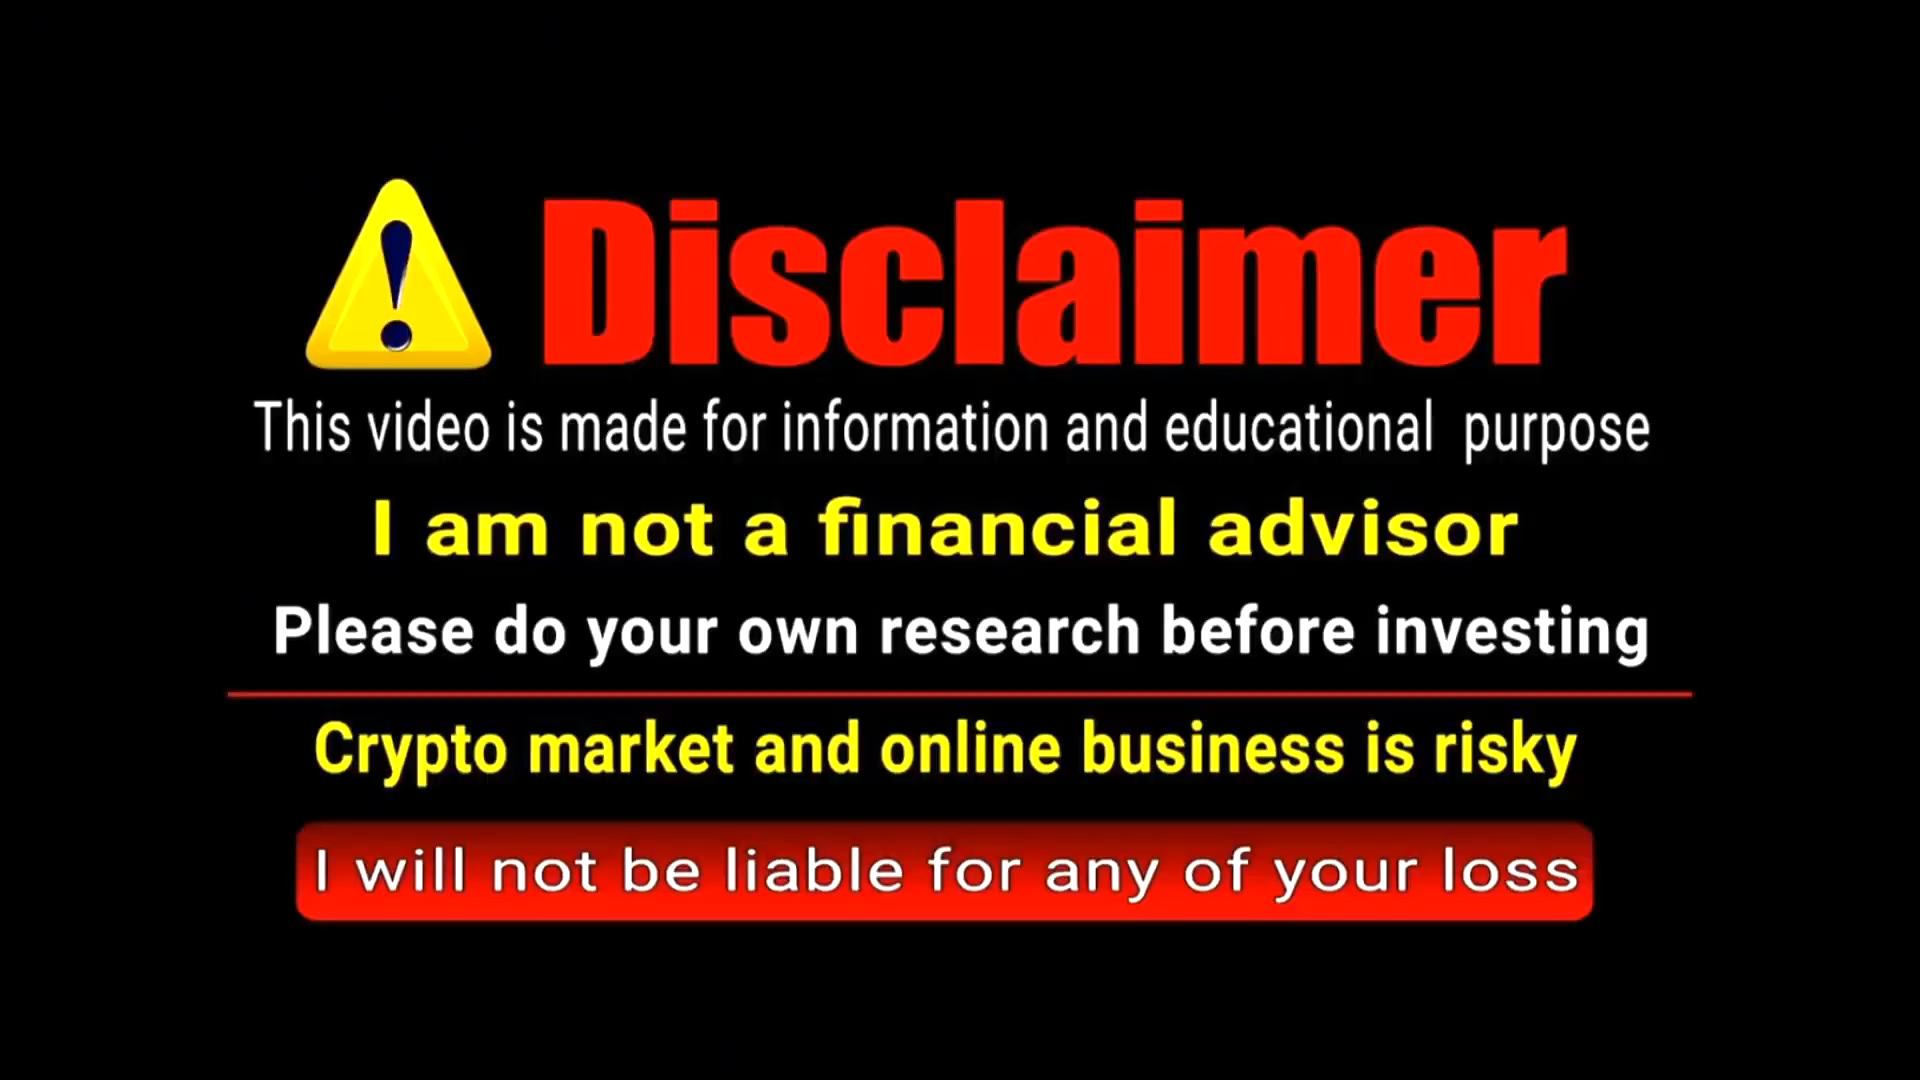 Disclaimer
This video is made for information and educational purpose
I am not a financial advisor
Please do your own research before investing
Crypto market and online business is risky
I will not be liable for any of your loss